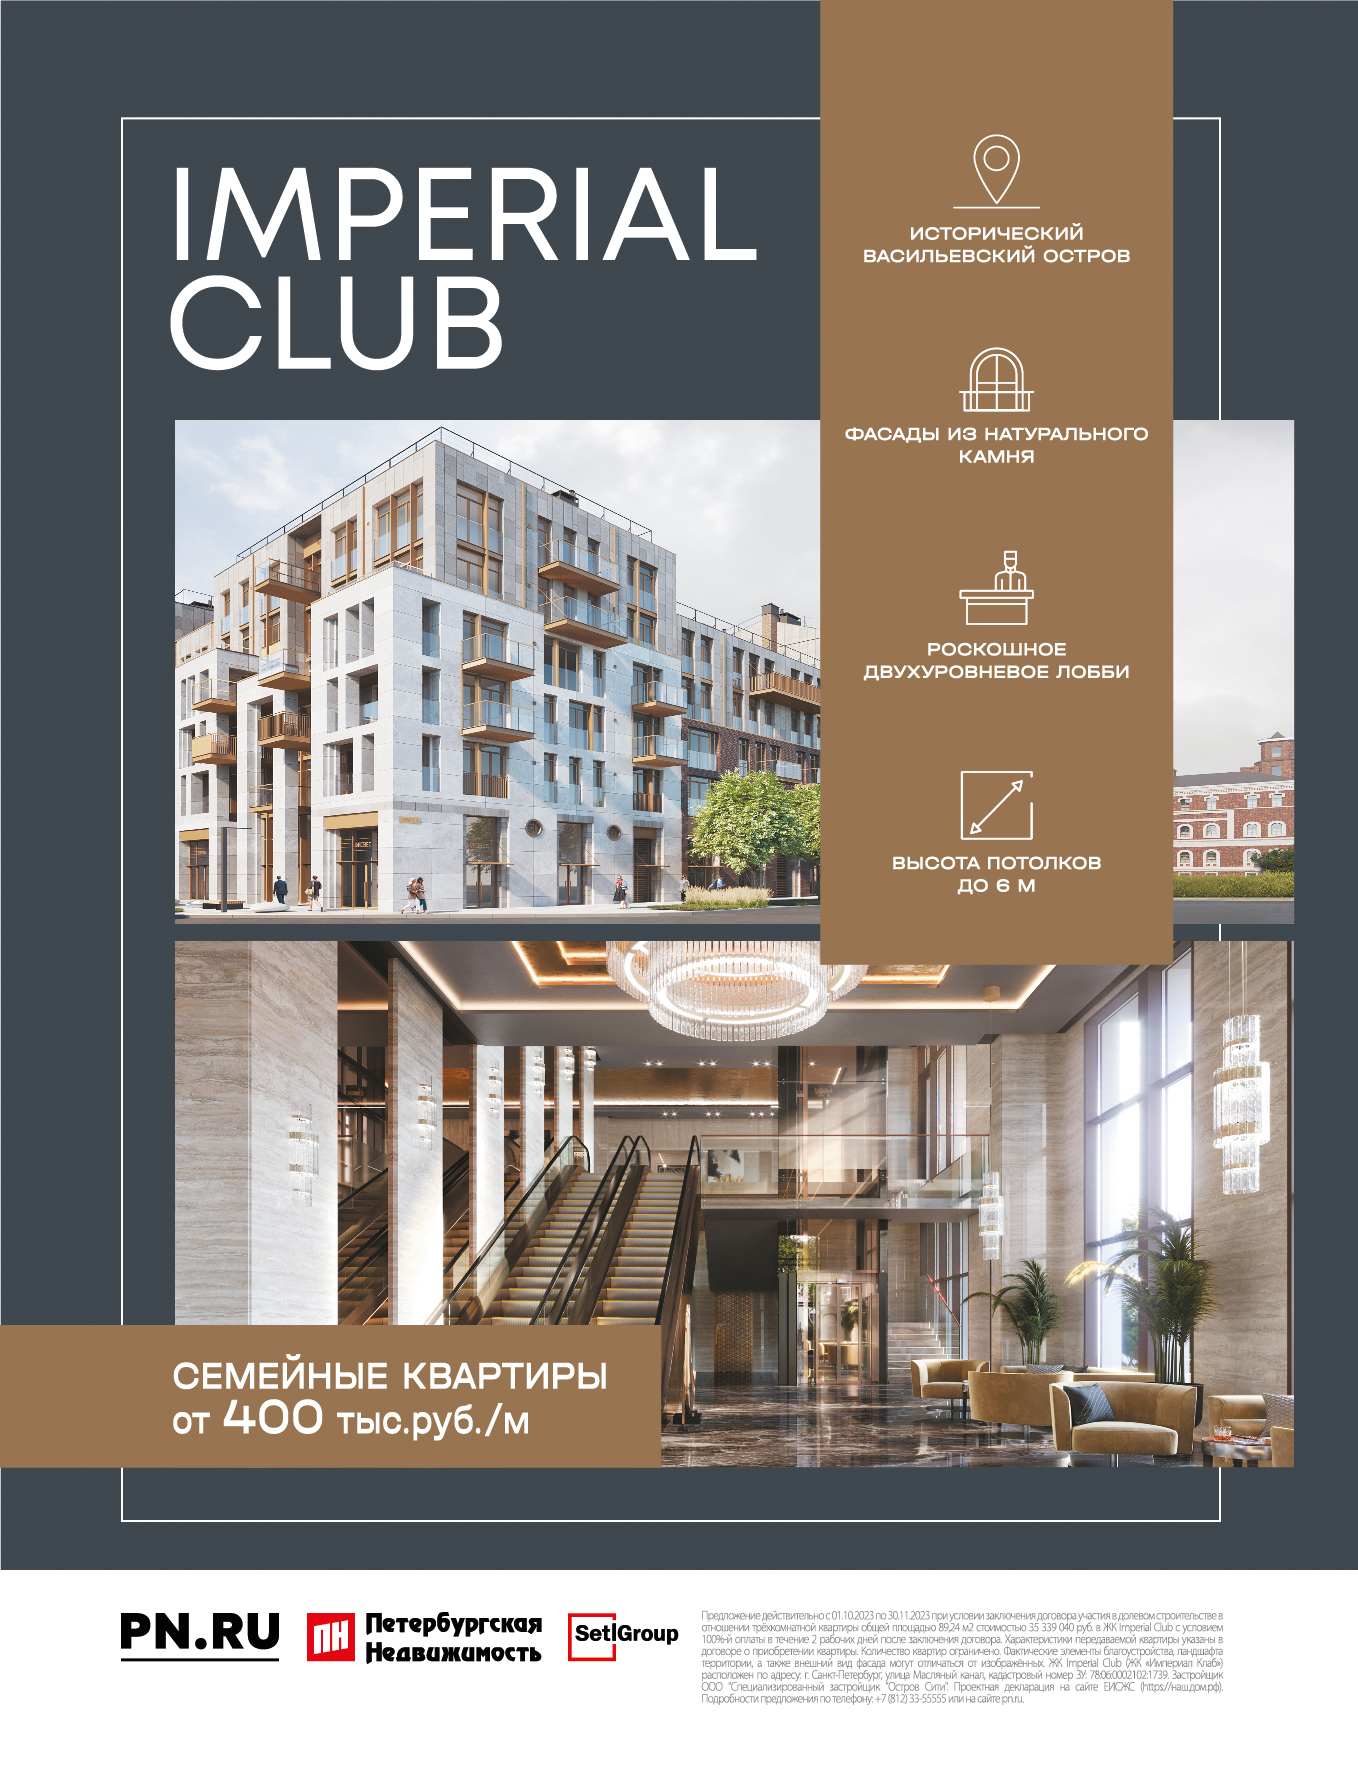 IMPERIAL
CLUB
ИСТОРИЧЕСКИЙ
ВАСИЛЬЕВСКИЙ ОСТРОВ
ФАСАДЫ ИЗ НАТУРАЛЬНОГО
КАМНЯ
РОСКОШНОЕ
ДВУХУРОВНЕВОЕ ЛОББИ
ВЫСОТА ПОТОЛКОВ
ДО 6 М
СЕМЕЙНЫЕ КВАРТИРЫ
от 400 тыс.руб./м
PN.RU
ПН
Петербургская
Недвижимость
Setl Group
Предложение действительно с 01.10.2023 по 30.11.2023 при условии заключения договора участия в долевом строительстве в
отношении трёхкомнатной квартиры общей площадью 89,24 м2 стоимостью 35 339 040 руб. в ЖК Imperial Club с условием
100%-й оплаты в течение 2 рабочих дней после заключения договора. Характеристики передаваемой квартиры указаны в
договоре о приобретении квартиры. Количество квартир ограничено. Фактические элементы благоустройства, ландшафта
территории, а также внешний вид фасада могут отличаться от изображённых. ЖК Imperial Club (ЖК «Империал Клаб»)
расположен по адресу: г. Санкт-Петербург, улица Масляный канал, кадастровый номер ЗУ: 78:06:0002102:1739. Застройщик
ООО "Специализированный застройщик "Остров Сити". Проектная декларация на сайте ЕИСЖС (https://наш.дом.рф).
Подробности предложения по телефону: +7 (812) 33-55555 или на сайте pn.ru.